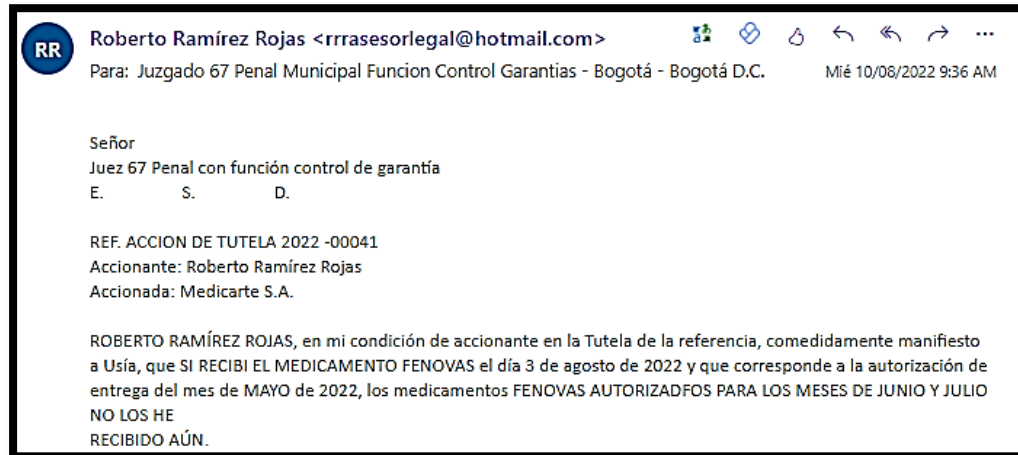 RR
Roberto Ramírez Rojas <rrrasesorlegal@hotmail.com>
Para: Juzgado 67 Penal Municipal Funcion Control Garantias - Bogotá - Bogotá D.C.
Mié 10/08/2022 9:36 AM
Señor
Juez 67 Penal con función control de garantía
E. S. D.
REF. ACCION DE TUTELA 2022 -00041
Accionante: Roberto Ramírez Rojas
Accionada: Medicarte S.A.
ROBERTO RAMÍREZ ROJAS, en mi condición de accionante en la Tutela de la referencia, comedidamente manifiesto
a Usía, que SI RECIBI EL MEDICAMENTO FENOVAS el día 3 de agosto de 2022 y que corresponde a la autorización de
entrega del mes de MAYO de 2022, los medicamentos FENOVAS AUTORIZADFOS PARA LOS MESES DE JUNIO Y JULIO
NO LOS HE
RECIBIDO AÚN.